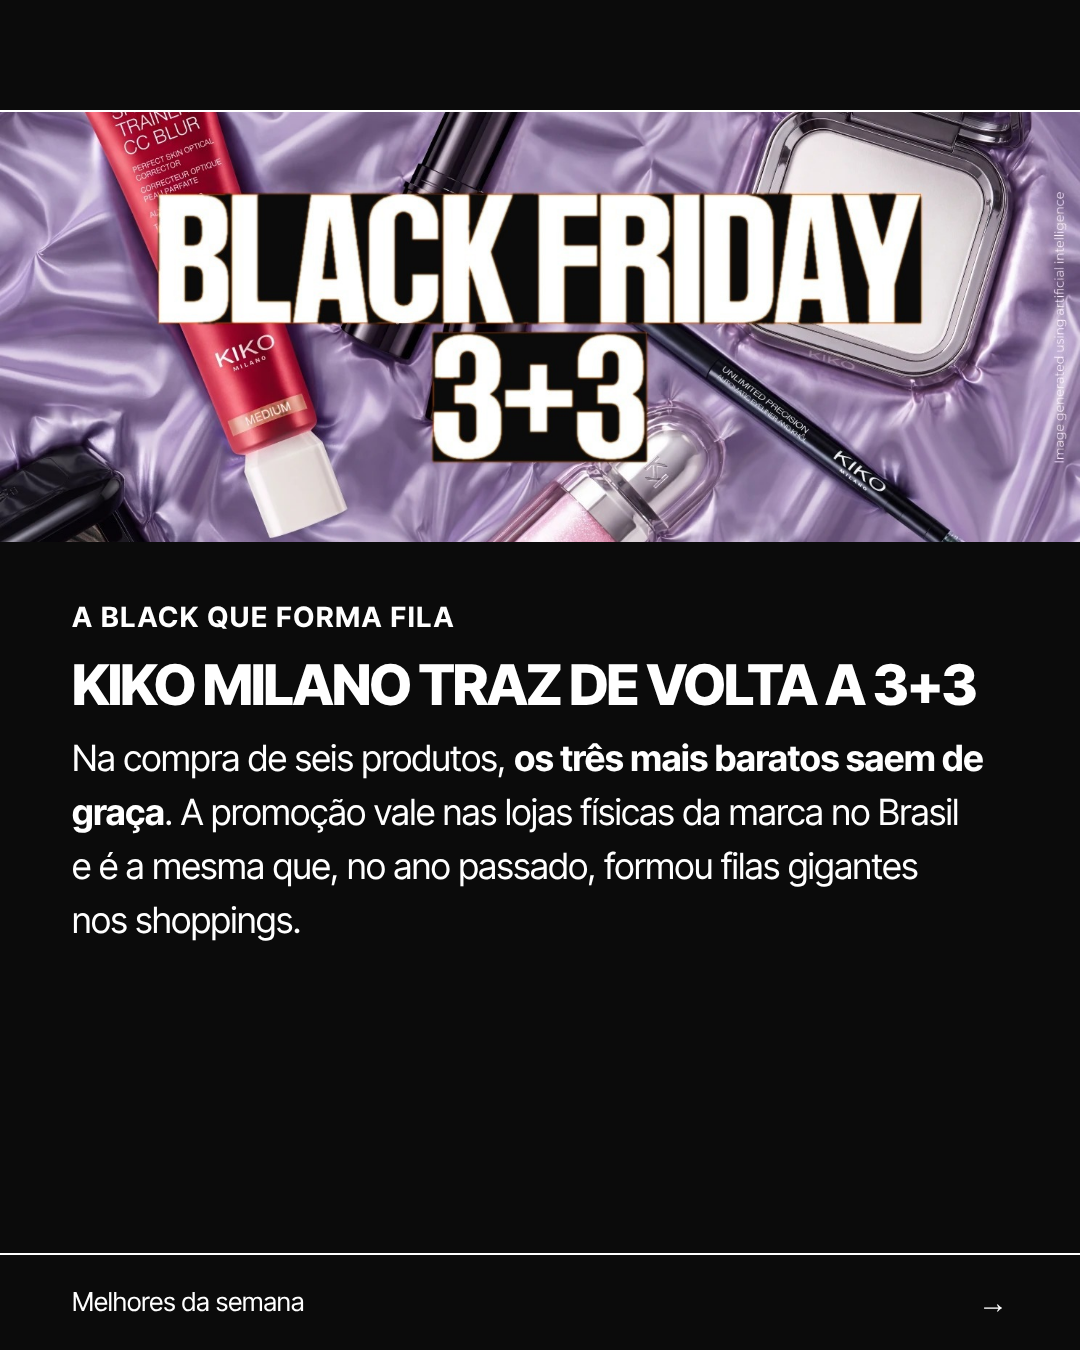 TRAINER
CC BLUR
PERFECT SKIN OPTICAL
CORRECTOR
CORRECTEUR OPTIQUE
PEAU PARFAITE
BLACK FRIDAY
3+3
KIKO
MILANO
MEDIUM
KIKO
UNLIMITED PRECISION
KIKO
MILANO
Image generated using artificial intelligence
A BLACK QUE FORMA FILA
KIKO MILANO TRAZ DE VOLTA A 3+3
Na compra de seis produtos, os três mais baratos saem de
graça. A promoção vale nas lojas físicas da marca no Brasil
e é a mesma que, no ano passado, formou filas gigantes
nos shoppings.
Melhores da semana
→